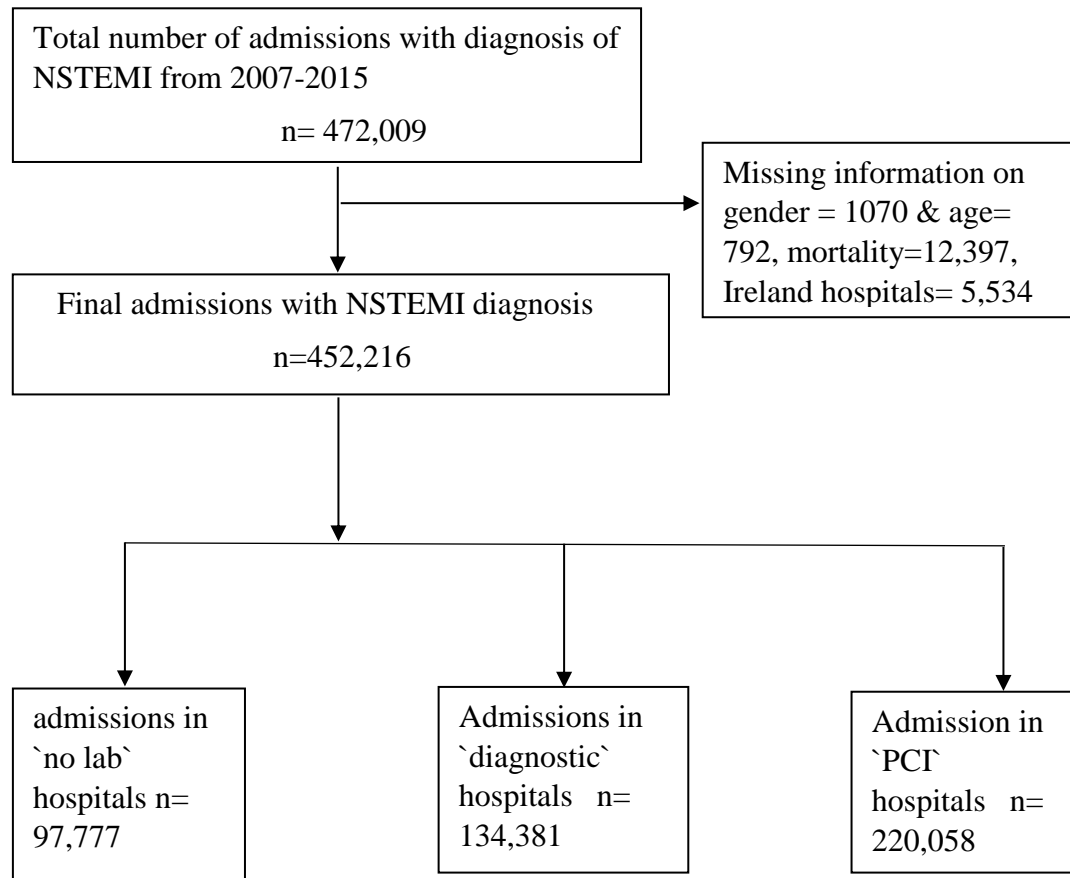 Total number of admissions with diagnosis of
NSTEMI from 2007-2015
n= 472,009
Missing information on
gender = 1070 & age=
792, mortality=12,397,
Ireland hospitals= 5,534
Final admissions with NSTEMI diagnosis
n=452,216
admissions in
`no lab`
hospitals n=
97,777
Admissions in
`diagnostic`
hospitals n=
134,381
Admission in
`PCI`
hospitals n=
220,058